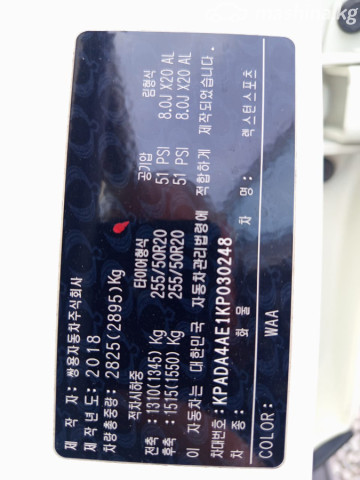 machine.kg
제 작 자: 쌍용자동차주식회사
제작년도: 2018
차량총중량: 2825(2895)Kg
적차시하중 타이어형식 공기압 림형식
전축: 1310(1345)Kg 255/50R20 51 PSI 8.0J X20 AL
후축: 1515(1550)Kg 255/50R20 51 PSI 8.0J X20 AL
이 자동차는 대한민국 자동차관리법령에 적합하게 제작되었습니다.
차대번호: KPADA4AE1KP030248
차 종: 화 물 차 명: 렉스턴스포츠
COLOR: WAA